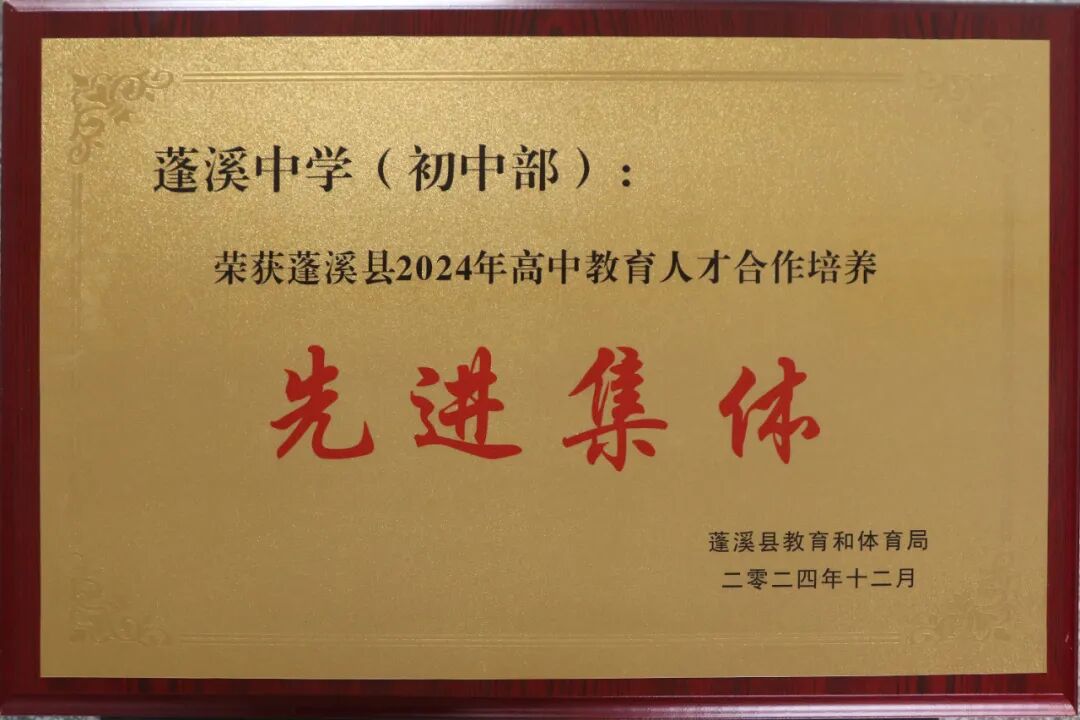 蓬溪中学（初中部）：
荣获蓬溪县2024年高中教育人才合作培养
先进集体
蓬溪县教育和体育局
二零二四年十二月